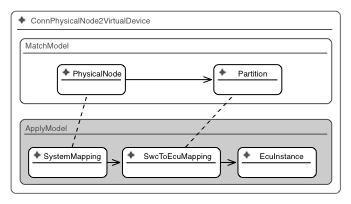 ConnPhysicalNode2VirtualDevice
MatchModel
PhysicalNode
Partition
ApplyModel
SystemMapping
SwcToEcuMapping
EcuInstance